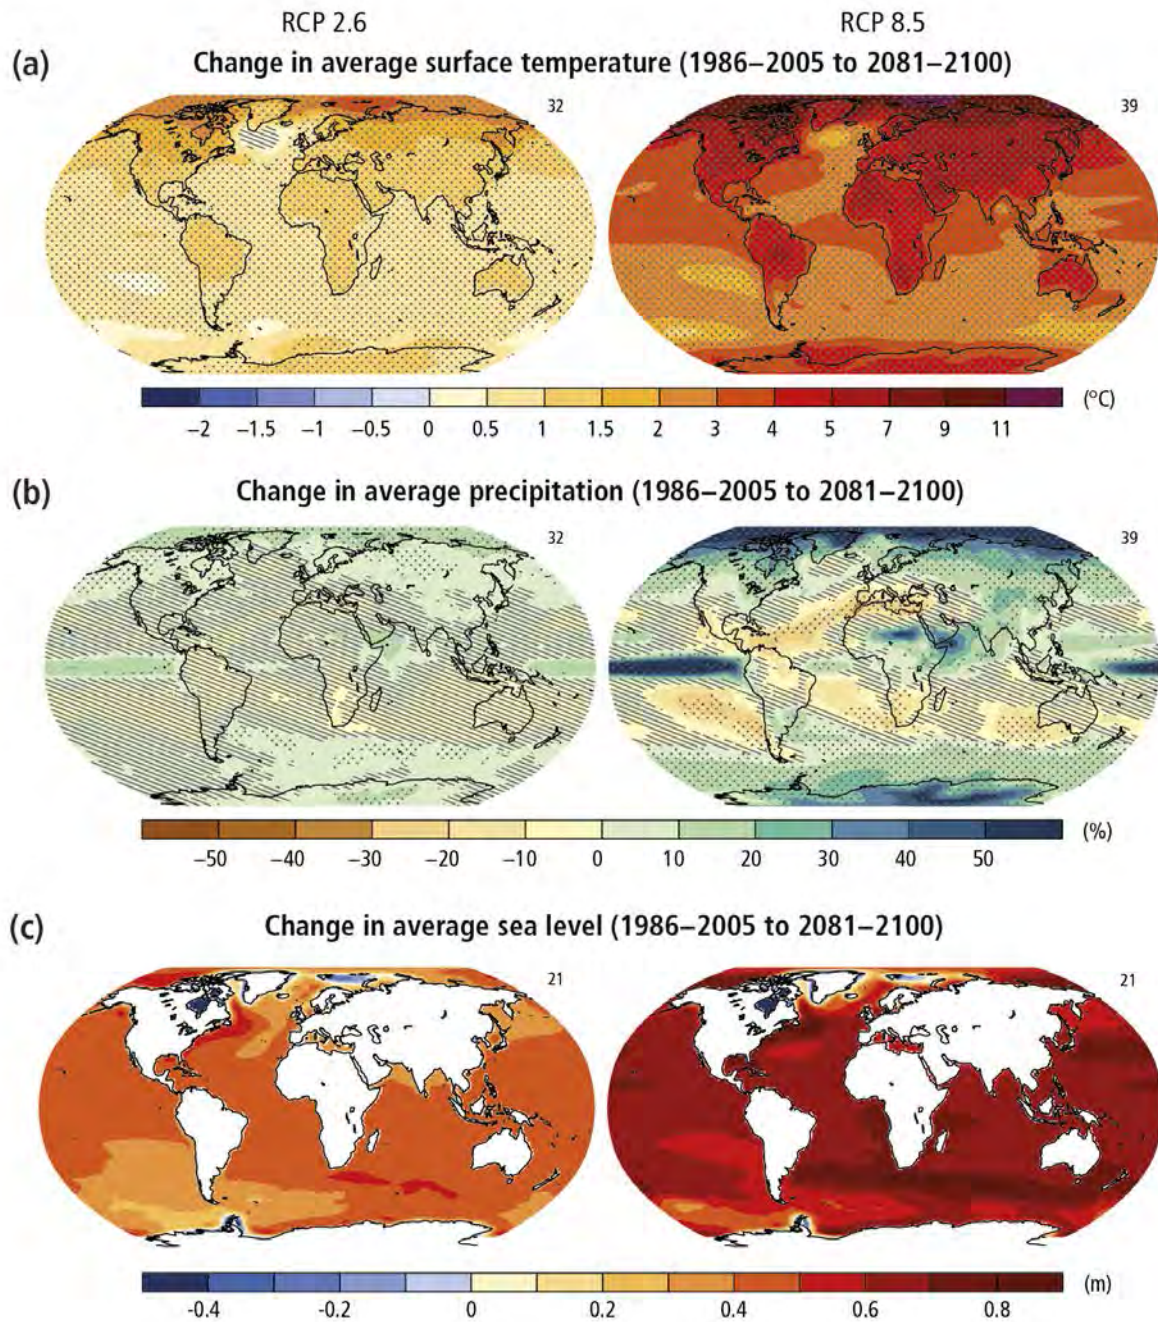 RCP 2.6 RCP 8.5
(a) Change in average surface temperature (1986–2005 to 2081–2100)
32 39
−2 −1.5 −1 −0.5 0 0.5 1 1.5 2 3 4 5 7 9 11 (°C)
(b) Change in average precipitation (1986–2005 to 2081–2100)
32 39
−50 −40 −30 −20 −10 0 10 20 30 40 50 (%)
(c) Change in average sea level (1986–2005 to 2081–2100)
21 21
-0.4 -0.2 0 0.2 0.4 0.6 0.8 (m)